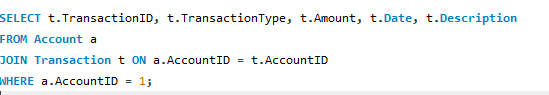 SELECT t.TransactionID, t.TransactionType, t.Amount, t.Date, t.Description
FROM Account a
JOIN Transaction t ON a.AccountID = t.AccountID
WHERE a.AccountID = 1;